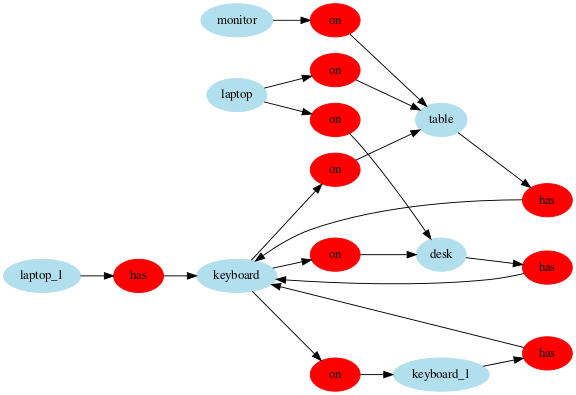 monitor
on
laptop
on
on
table
on
has
laptop_1
has
keyboard
on
desk
has
on
keyboard_1
has